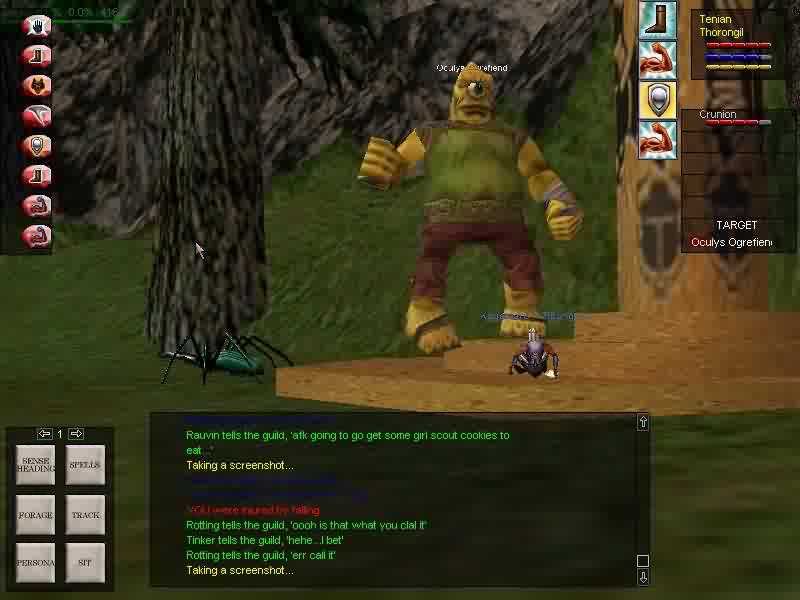 0.0%
Oculys Ogrefiend
Tenian
Thorongil
Crunion
TARGET
Oculys Ogrefien
1
SENSE
HEADING
SPELLS
FORAGE
TRACK
PERSONA
SIT
Rauvin tells the guild, 'afk going to go get some girl scout cookies to
eat...'
Taking a screenshot...
YOU were injured by falling
Rotting tells the guild, 'oooh is that what you clal it'
Tinker tells the guild, 'hehe...I bet'
Rotting tells the guild, 'err call it'
Taking a screenshot...